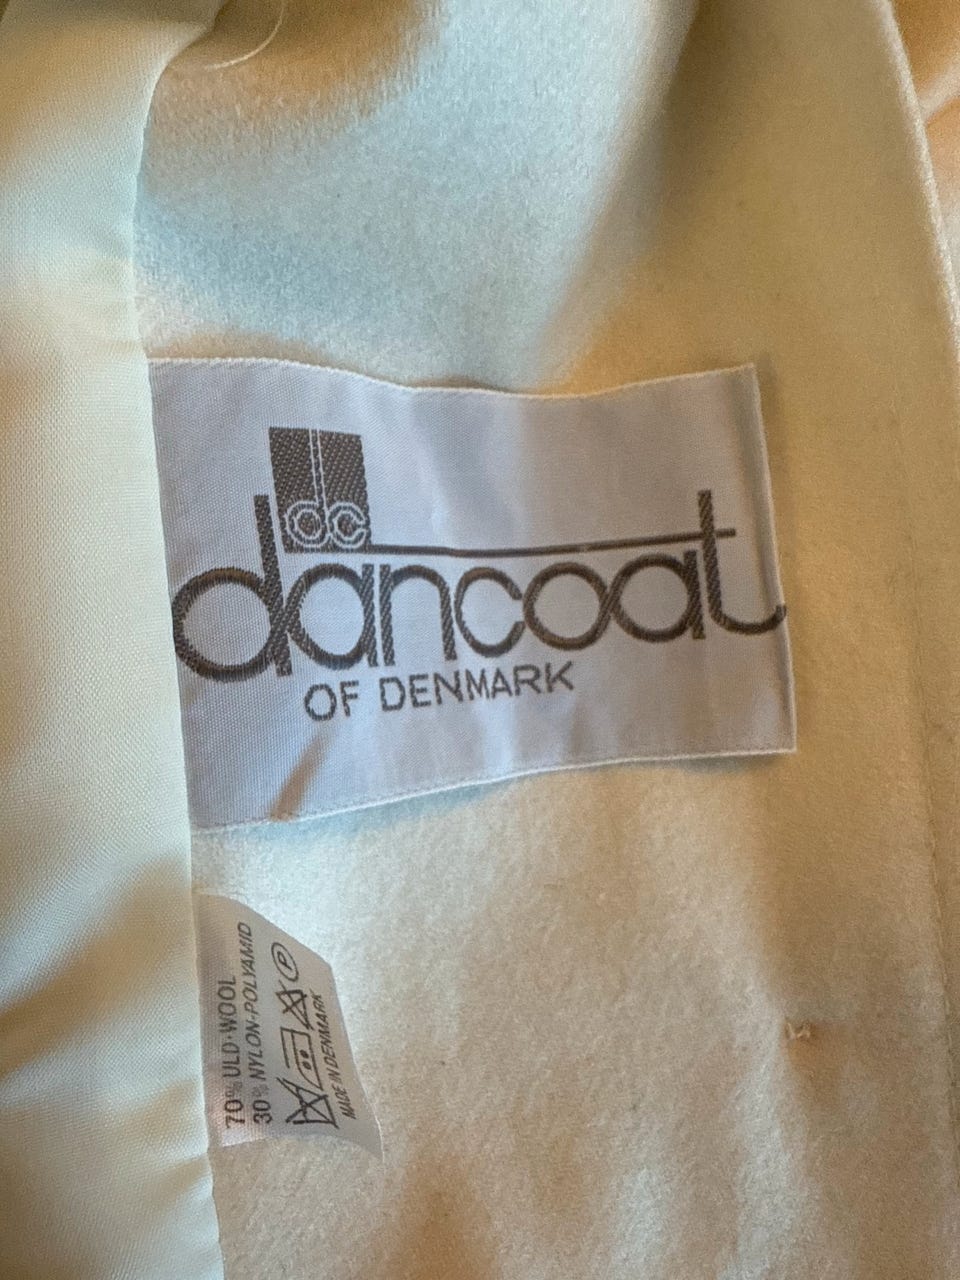 dc
dancoat
OF DENMARK
70% ULD·WOOL
30% NYLON-POLYAMID
P
MADE IN DENMARK